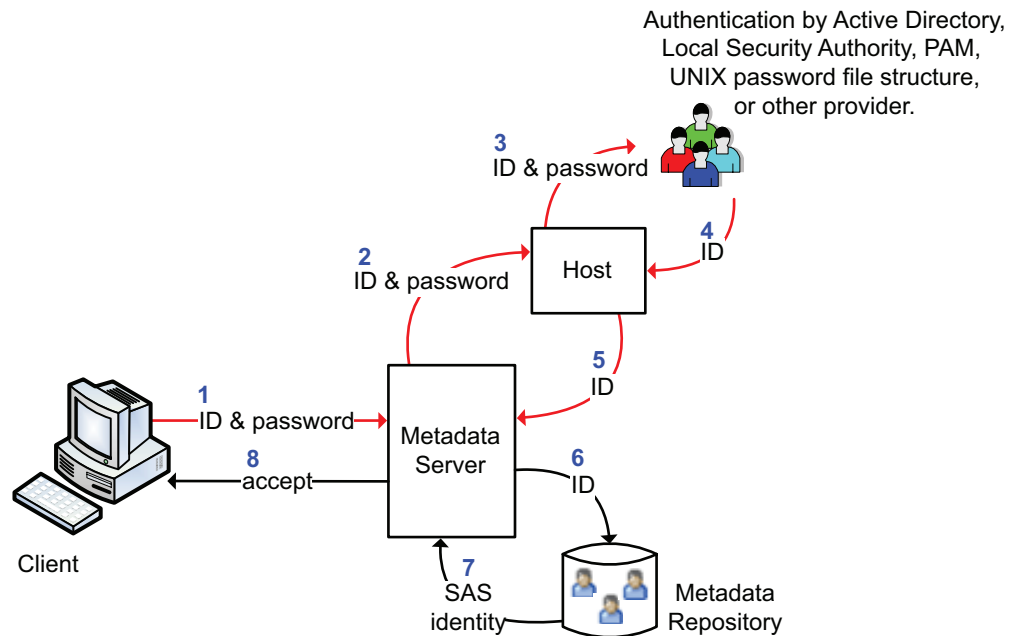 Authentication by Active Directory,
Local Security Authority, PAM,
UNIX password file structure,
or other provider.
3
ID & password
4
ID
2
ID & password
Host
5
ID
1
ID & password
Metadata
Server
8
accept
6
ID
Client
7
SAS
identity
Metadata
Repository